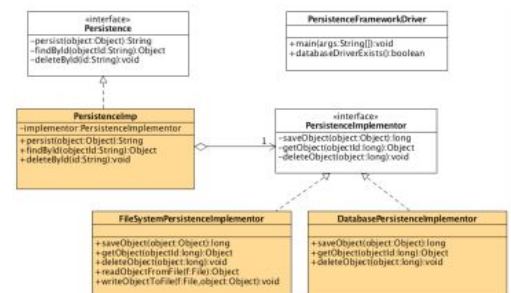 «interface»
Persistence
-persist(object:Object):String
-findById(objectId:String):Object
-deleteById(id:String):void
PersistenceFrameworkDriver
+main(args:String[]):void
+databaseDriverExists():boolean
PersistenceImp
-implementor:PersistenceImplementor
+persist(object:Object):String
+findById(objectId:String):Object
+deleteById(id:String):void
1
«interface»
PersistenceImplementor
-saveObject(object:Object):long
-getObject(objectId:long):Object
-deleteObject(object:long):void
FileSystemPersistenceImplementor
+saveObject(object:Object):long
+getObject(objectId:long):Object
+deleteObject(object:long):void
+readObjectFromFile(f:File):Object
+writeObjectToFile(f:File,object:Object):void
DatabasePersistenceImplementor
+saveObject(object:Object):long
+getObject(objectId:long):Object
+deleteObject(object:long):void